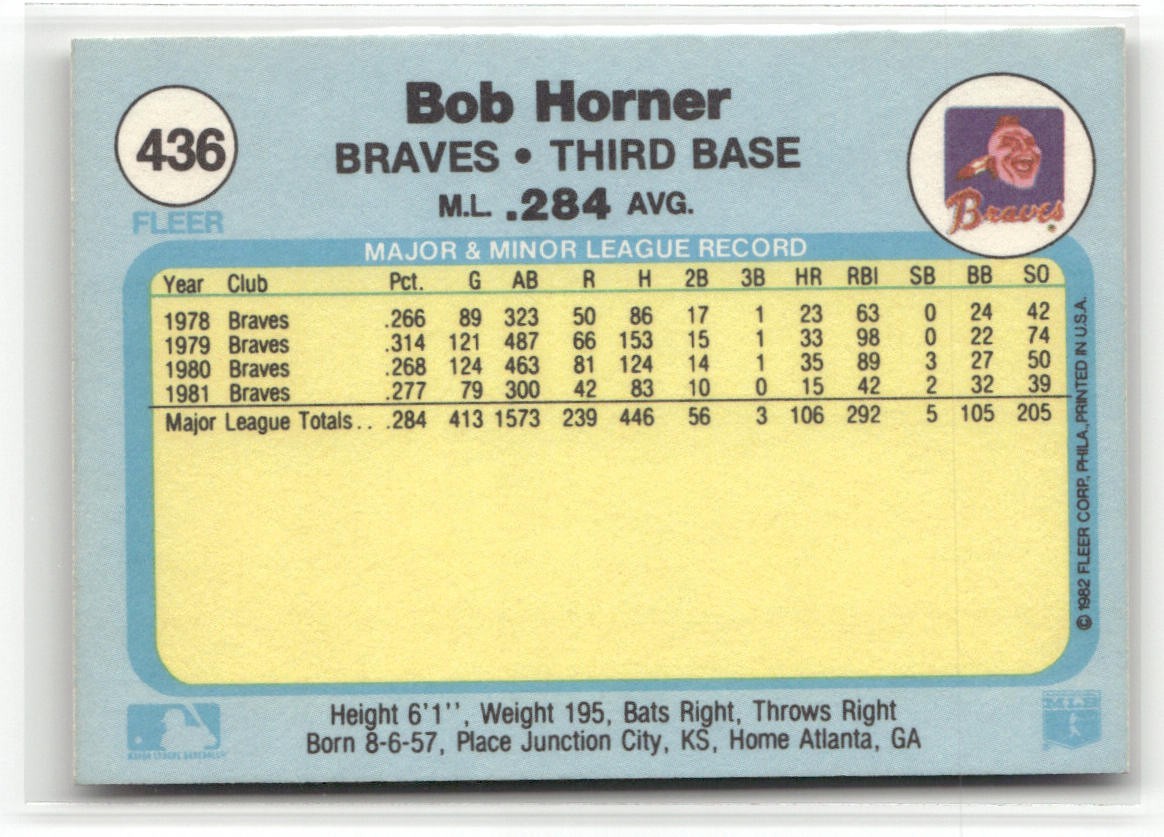 436
FLEER
Bob Horner
BRAVES • THIRD BASE
M.L. .284 AVG.
Braves
MAJOR & MINOR LEAGUE RECORD
Year Club Pct. G AB R H 2B 3B HR RBI SB BB SO
1978 Braves .266 89 323 50 86 17 1 23 63 0 24 42
1979 Braves .314 121 487 66 153 15 1 33 98 0 22 74
1980 Braves .268 124 463 81 124 14 1 35 89 3 27 50
1981 Braves .277 79 300 42 83 10 0 15 42 2 32 39
Major League Totals . . .284 413 1573 239 446 56 3 106 292 5 105 205
© 1982 FLEER CORP., PHILA.,PRINTED IN U.S.A.
Height 6'1'', Weight 195, Bats Right, Throws Right
Born 8-6-57, Place Junction City, KS, Home Atlanta, GA
MAJOR LEAGUE BASEBALL
MLB